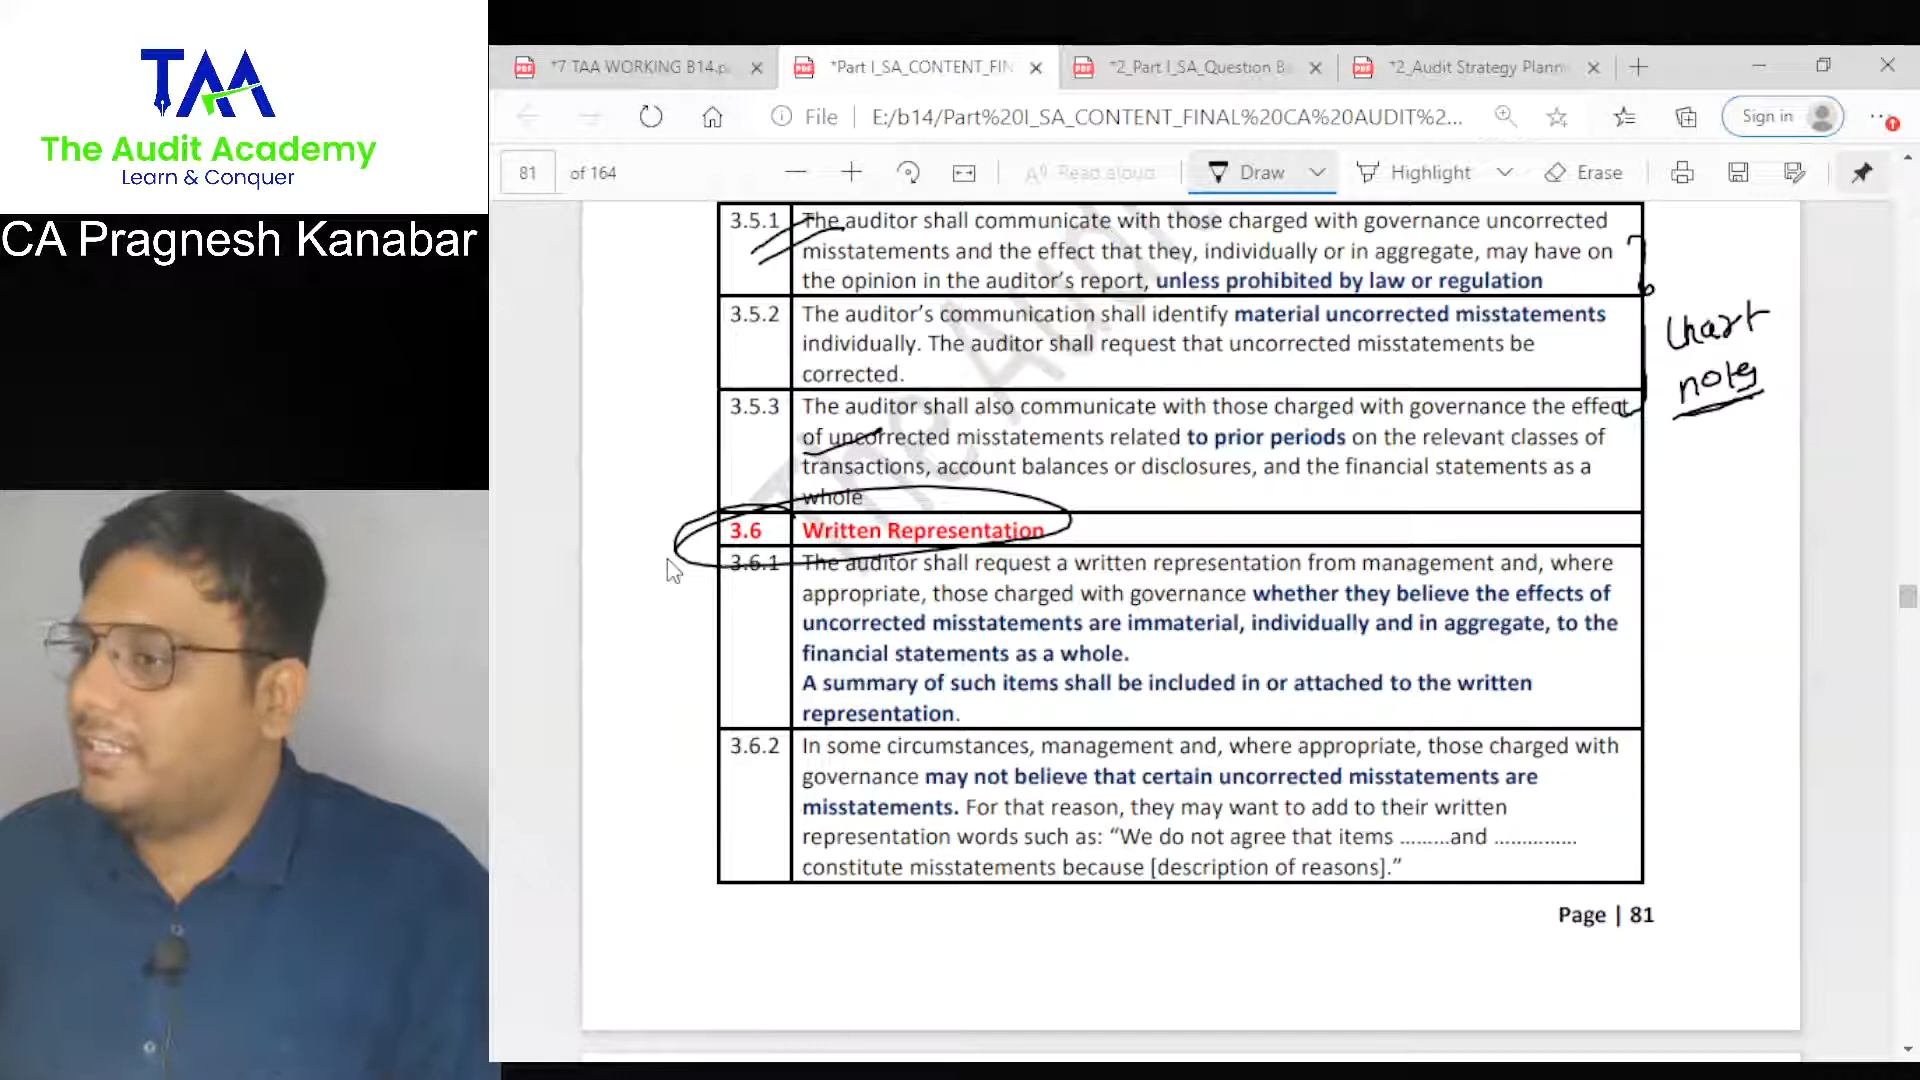 TAA
The Audit Academy
Learn & Conquer
CA Pragnesh Kanabar
*7 TAA WORKING B14.p
*Part I_SA_CONTENT_FIN
*2_Part I_SA_Question B
*2_Audit Strategy Plann
File
E:/b14/Part%20I_SA_CONTENT_FINAL%20CA%20AUDIT%2...
Sign in
81 of 164
Read aloud
Draw
Highlight
Erase
3.5.1 The auditor shall communicate with those charged with governance uncorrected
misstatements and the effect that they, individually or in aggregate, may have on
the opinion in the auditor's report, unless prohibited by law or regulation
3.5.2 The auditor's communication shall identify material uncorrected misstatements
individually. The auditor shall request that uncorrected misstatements be
corrected.
Chart
notes
3.5.3 The auditor shall also communicate with those charged with governance the effect
of uncorrected misstatements related to prior periods on the relevant classes of
transactions, account balances or disclosures, and the financial statements as a
whole
3.6 Written Representation
3.6.1 The auditor shall request a written representation from management and, where
appropriate, those charged with governance whether they believe the effects of
uncorrected misstatements are immaterial, individually and in aggregate, to the
financial statements as a whole.
A summary of such items shall be included in or attached to the written
representation.
3.6.2 In some circumstances, management and, where appropriate, those charged with
governance may not believe that certain uncorrected misstatements are
misstatements. For that reason, they may want to add to their written
representation words such as: “We do not agree that items .........and ...............
constitute misstatements because [description of reasons].”
Page | 81
The Audit